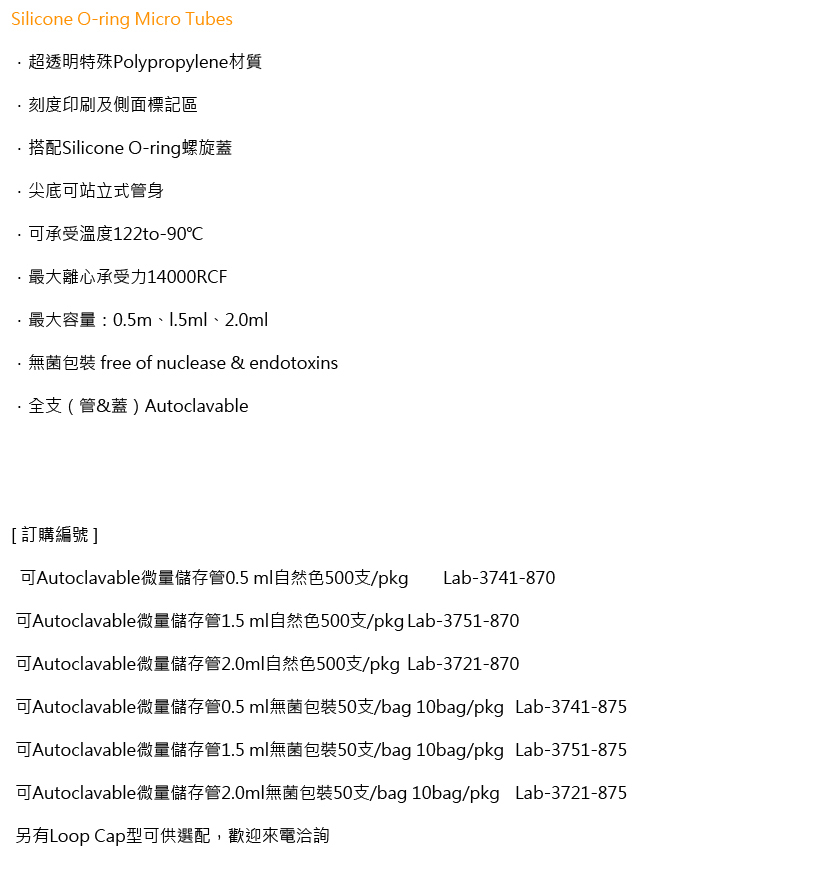 Silicone O-ring Micro Tubes
．超透明特殊Polypropylene材質
．刻度印刷及側面標記區
．搭配Silicone O-ring螺旋蓋
．尖底可站立式管身
．可承受溫度122to-90℃
．最大離心承受力14000RCF
．最大容量：0.5m、l.5ml、2.0ml
．無菌包裝 free of nuclease & endotoxins
．全支（管&蓋）Autoclavable
[ 訂購編號 ]
可Autoclavable微量儲存管0.5 ml自然色500支/pkg Lab-3741-870
可Autoclavable微量儲存管1.5 ml自然色500支/pkg Lab-3751-870
可Autoclavable微量儲存管2.0ml自然色500支/pkg Lab-3721-870
可Autoclavable微量儲存管0.5 ml無菌包裝50支/bag 10bag/pkg Lab-3741-875
可Autoclavable微量儲存管1.5 ml無菌包裝50支/bag 10bag/pkg Lab-3751-875
可Autoclavable微量儲存管2.0ml無菌包裝50支/bag 10bag/pkg Lab-3721-875
另有Loop Cap型可供選配，歡迎來電洽詢